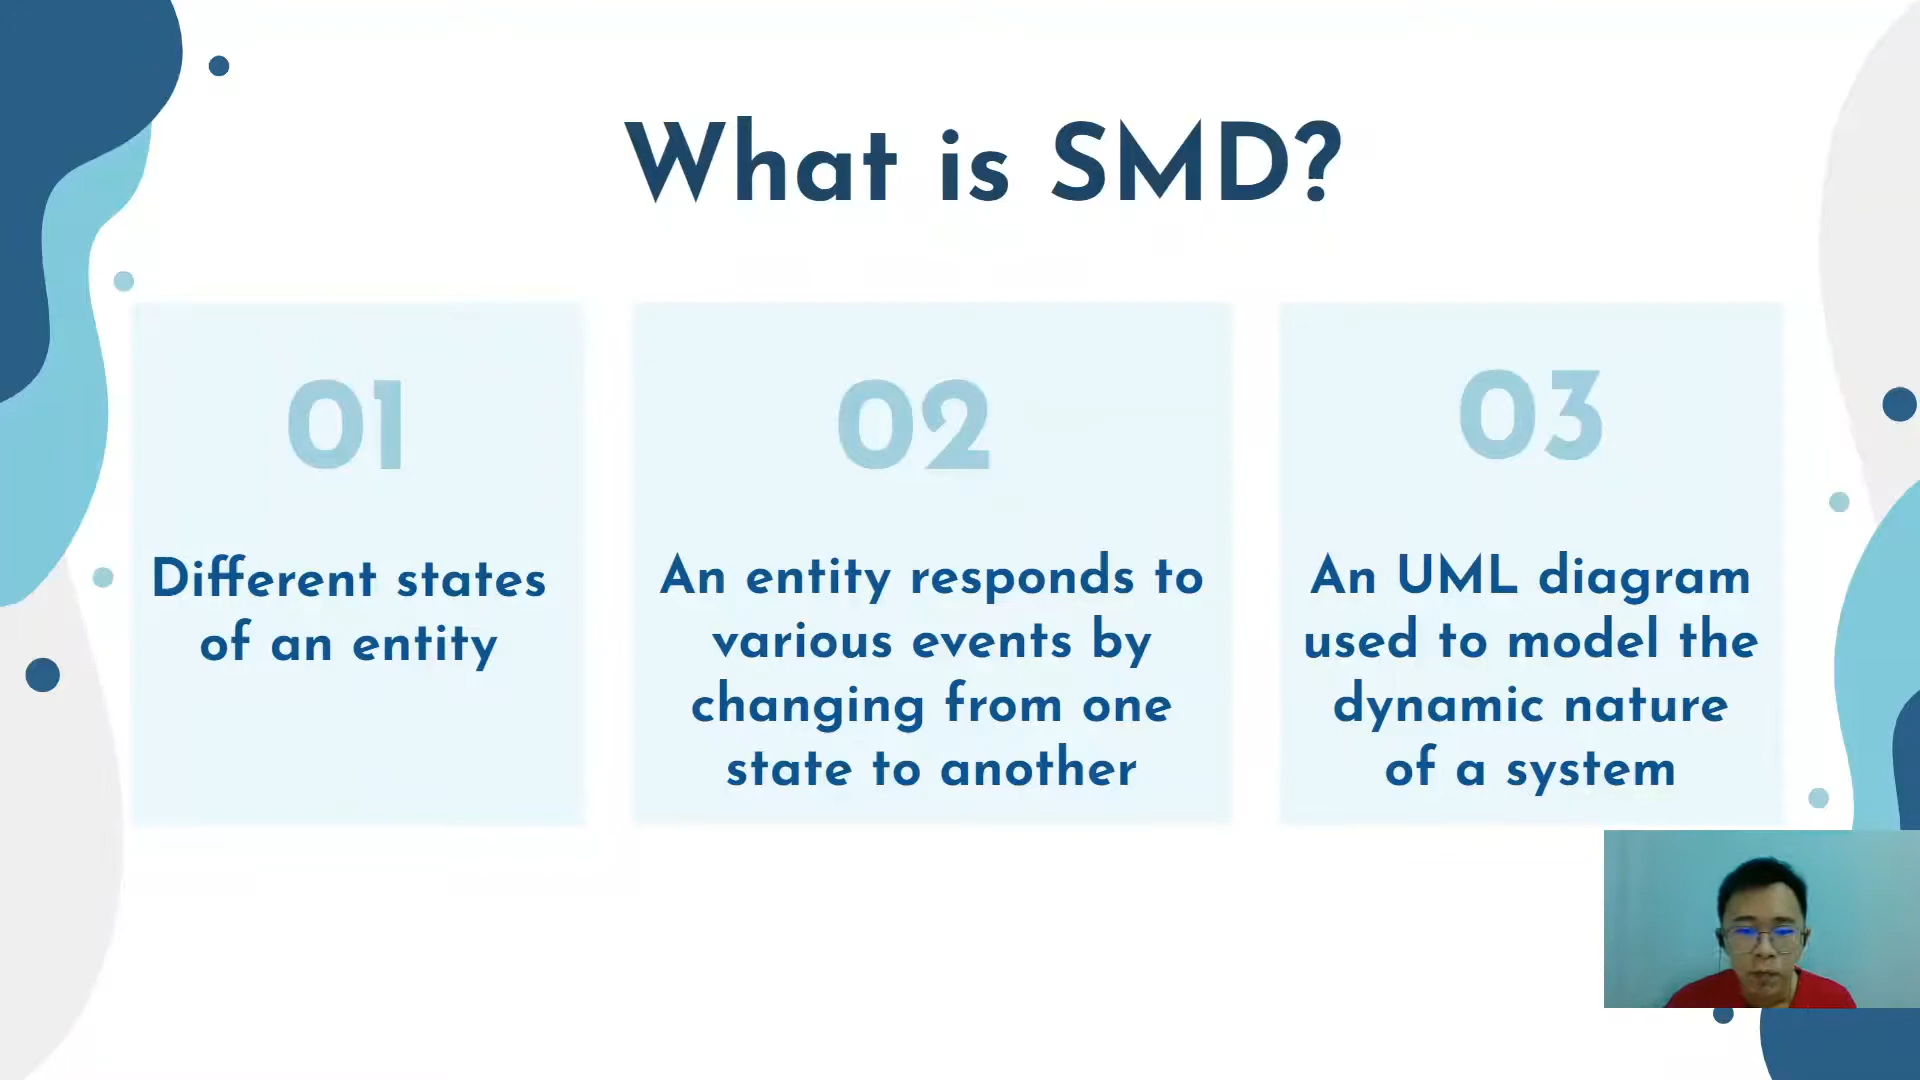 What is SMD?
01
Different states
of an entity
02
An entity responds to
various events by
changing from one
state to another
03
An UML diagram
used to model the
dynamic nature
of a system